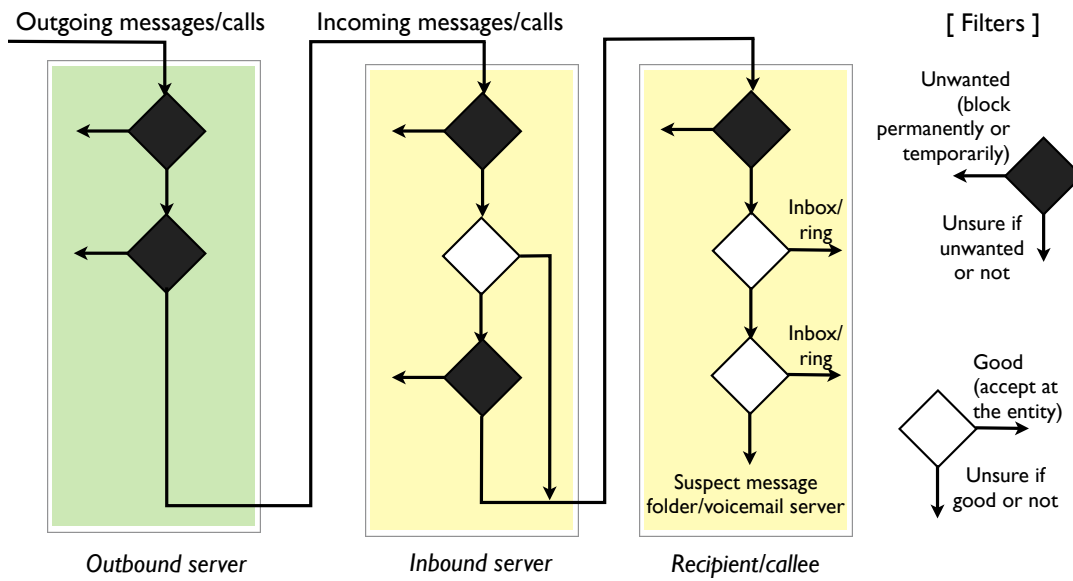 Outgoing messages/calls
Incoming messages/calls
[ Filters ]
Unwanted
(block
permanently or
temporarily)
Unsure if
unwanted
or not
Inbox/
ring
Inbox/
ring
Good
(accept at
the entity)
Unsure if
good or not
Suspect message
folder/voicemail server
Outbound server
Inbound server
Recipient/callee